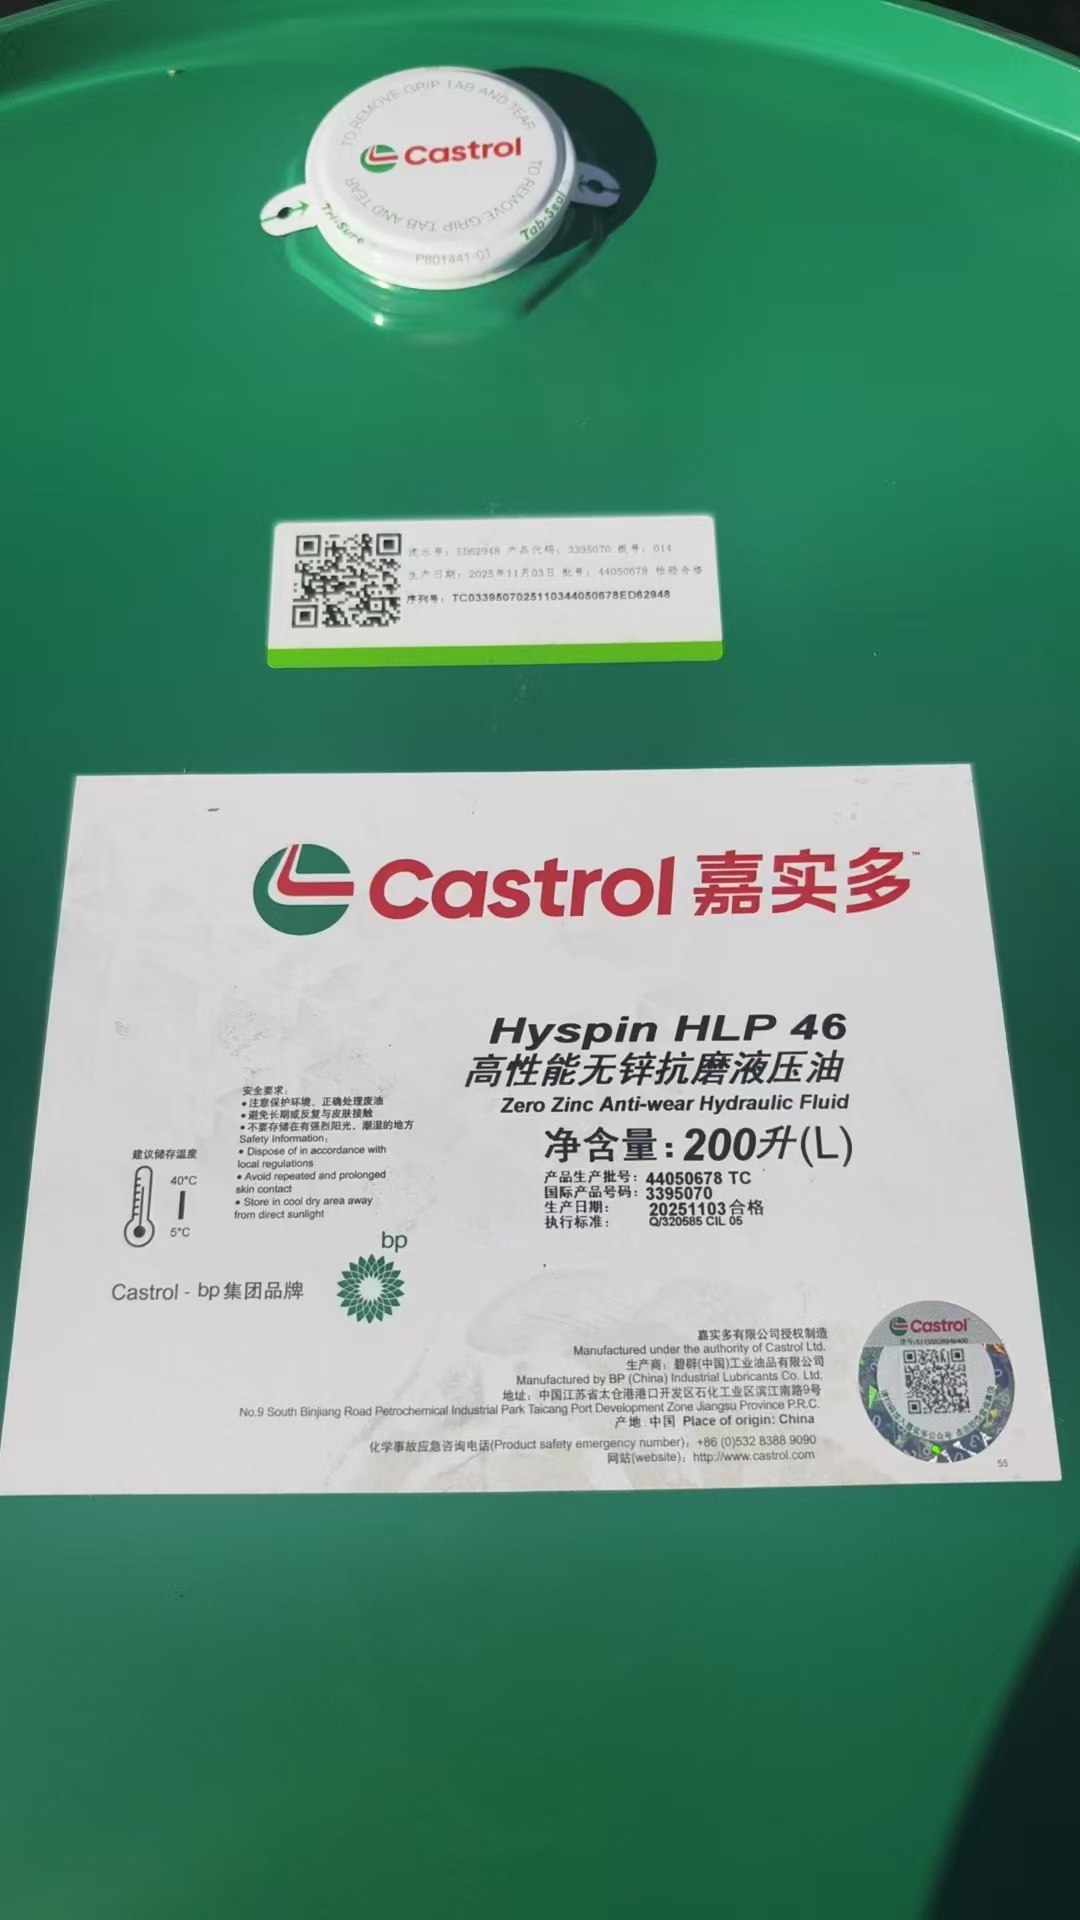 TO REMOVE GRIP TAB AND TEAR
Castrol
TO REMOVE GRIP TAB AND TEAR
Tri-Sure
Tab-Seal
P801441-01
流水号: ED62948 产品代码: 3395070 板号: 014
生产日期: 2025年11月03日 批号: 44050678 检验合格
序列号: TC0339507025110344050678ED62948
Castrol 嘉实多™
Hyspin HLP 46
高性能无锌抗磨液压油
Zero Zinc Anti-wear Hydraulic Fluid
净含量:200升(L)
产品生产批号: 44050678 TC
国际产品号码: 3395070
生产日期: 20251103合格
执行标准: Q/320585 CIL 05
安全要求:
• 注意保护环境, 正确处理废油
• 避免长期或反复与皮肤接触
• 不要存储在有强烈阳光, 潮湿的地方
Safety Information:
• Dispose of in accordance with
local regulations
• Avoid repeated and prolonged
skin contact
• Store in cool dry area away
from direct sunlight
建议储存温度
40°C
5°C
bp
Castrol - bp集团品牌
嘉实多有限公司授权制造
Manufactured under the authority of Castrol Ltd.
生产商: 碧辟(中国)工业油品有限公司
Manufactured by BP (China) Industrial Lubricants Co. Ltd.
地址: 中国江苏省太仓港港口开发区石化工业区滨江南路9号
No.9 South Binjiang Road Petrochemical Industrial Park Taicang Port Development Zone Jiangsu Province P.R.C.
产地:中国 Place of origin: China
化学事故应急咨询电话(Product safety emergency number): +86 (0)532 8388 9090
网站(website): http://www.castrol.com
Castrol
55